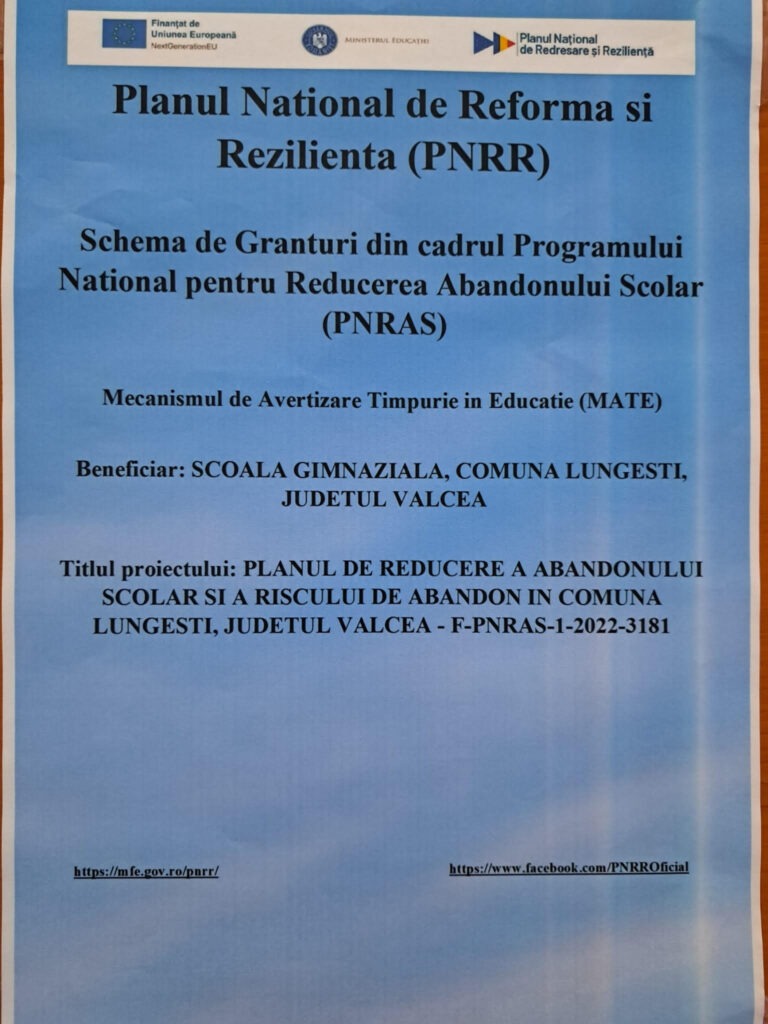 Finanțat de
Uniunea Europeană
NextGenerationEU
MINISTERUL EDUCAȚIEI
Planul Național
de Redresare și Reziliență
Planul National de Reforma si
Rezilienta (PNRR)
Schema de Granturi din cadrul Programului
National pentru Reducerea Abandonului Scolar
(PNRAS)
Mecanismul de Avertizare Timpurie in Educatie (MATE)
Beneficiar: SCOALA GIMNAZIALA, COMUNA LUNGESTI,
JUDETUL VALCEA
Titlul proiectului: PLANUL DE REDUCERE A ABANDONULUI
SCOLAR SI A RISCULUI DE ABANDON IN COMUNA
LUNGESTI, JUDETUL VALCEA - F-PNRAS-1-2022-3181
https://mfe.gov.ro/pnrr/
https://www.facebook.com/PNRROficial